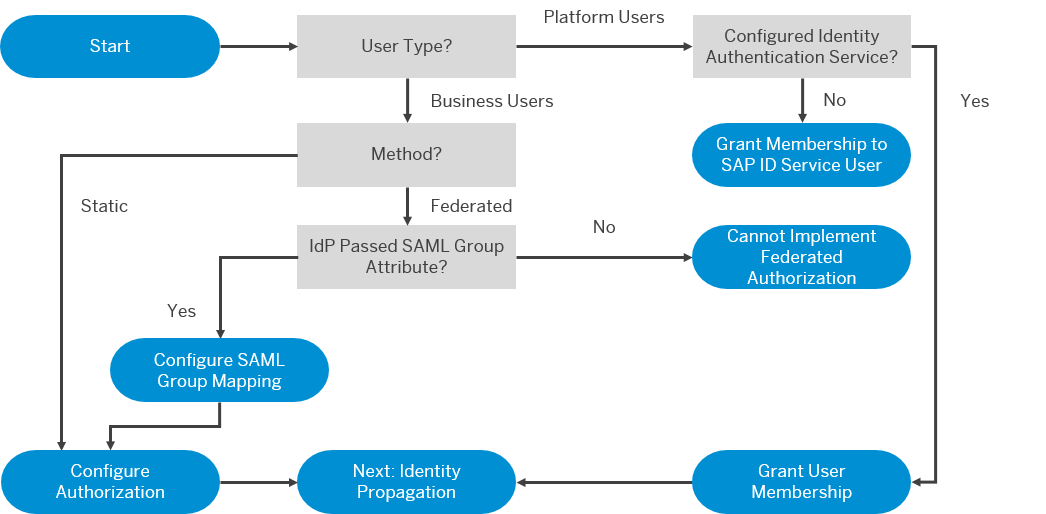 Platform Users
Start
User Type?
Configured Identity
Authentication Service?
Business Users
No
Yes
Method?
Grant Membership to
SAP ID Service User
Static
Federated
IdP Passed SAML Group
Attribute?
No
Cannot Implement
Federated
Authorization
Yes
Configure SAML
Group Mapping
Configure
Authorization
Next: Identity
Propagation
Grant User
Membership